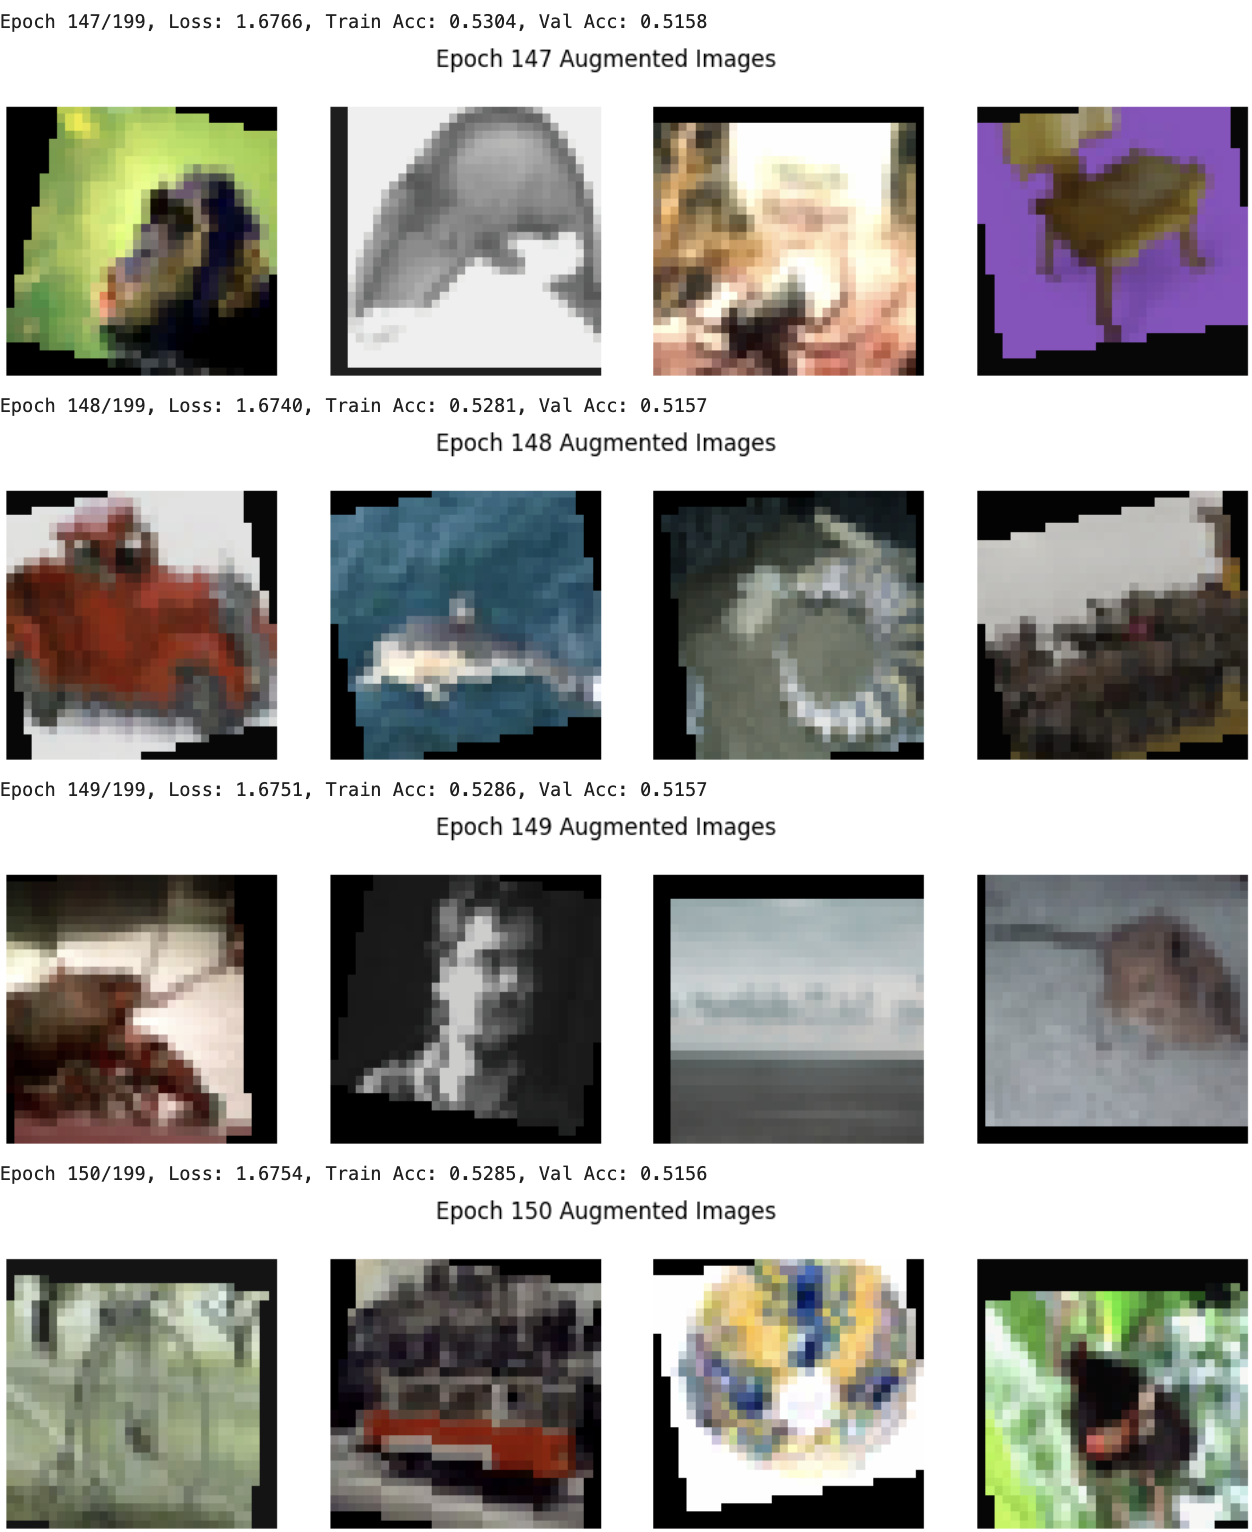 Epoch 147/199, Loss: 1.6766, Train Acc: 0.5304, Val Acc: 0.5158
Epoch 147 Augmented Images
Epoch 148/199, Loss: 1.6740, Train Acc: 0.5281, Val Acc: 0.5157
Epoch 148 Augmented Images
Epoch 149/199, Loss: 1.6751, Train Acc: 0.5286, Val Acc: 0.5157
Epoch 149 Augmented Images
Epoch 150/199, Loss: 1.6754, Train Acc: 0.5285, Val Acc: 0.5156
Epoch 150 Augmented Images